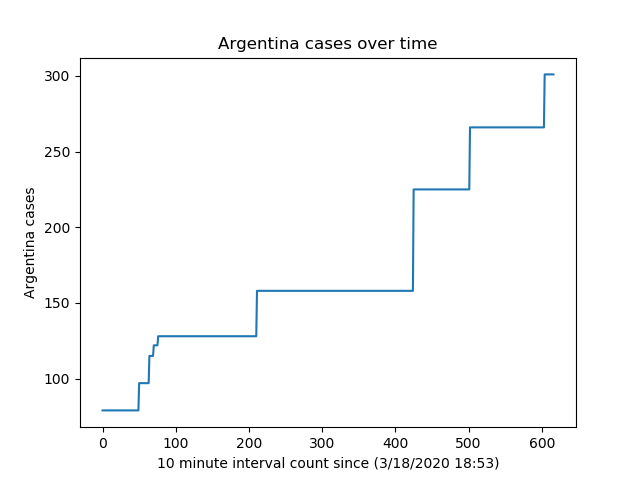 Argentina cases over time
300
250
200
150
100
Argentina cases
0 100 200 300 400 500 600
10 minute interval count since (3/18/2020 18:53)